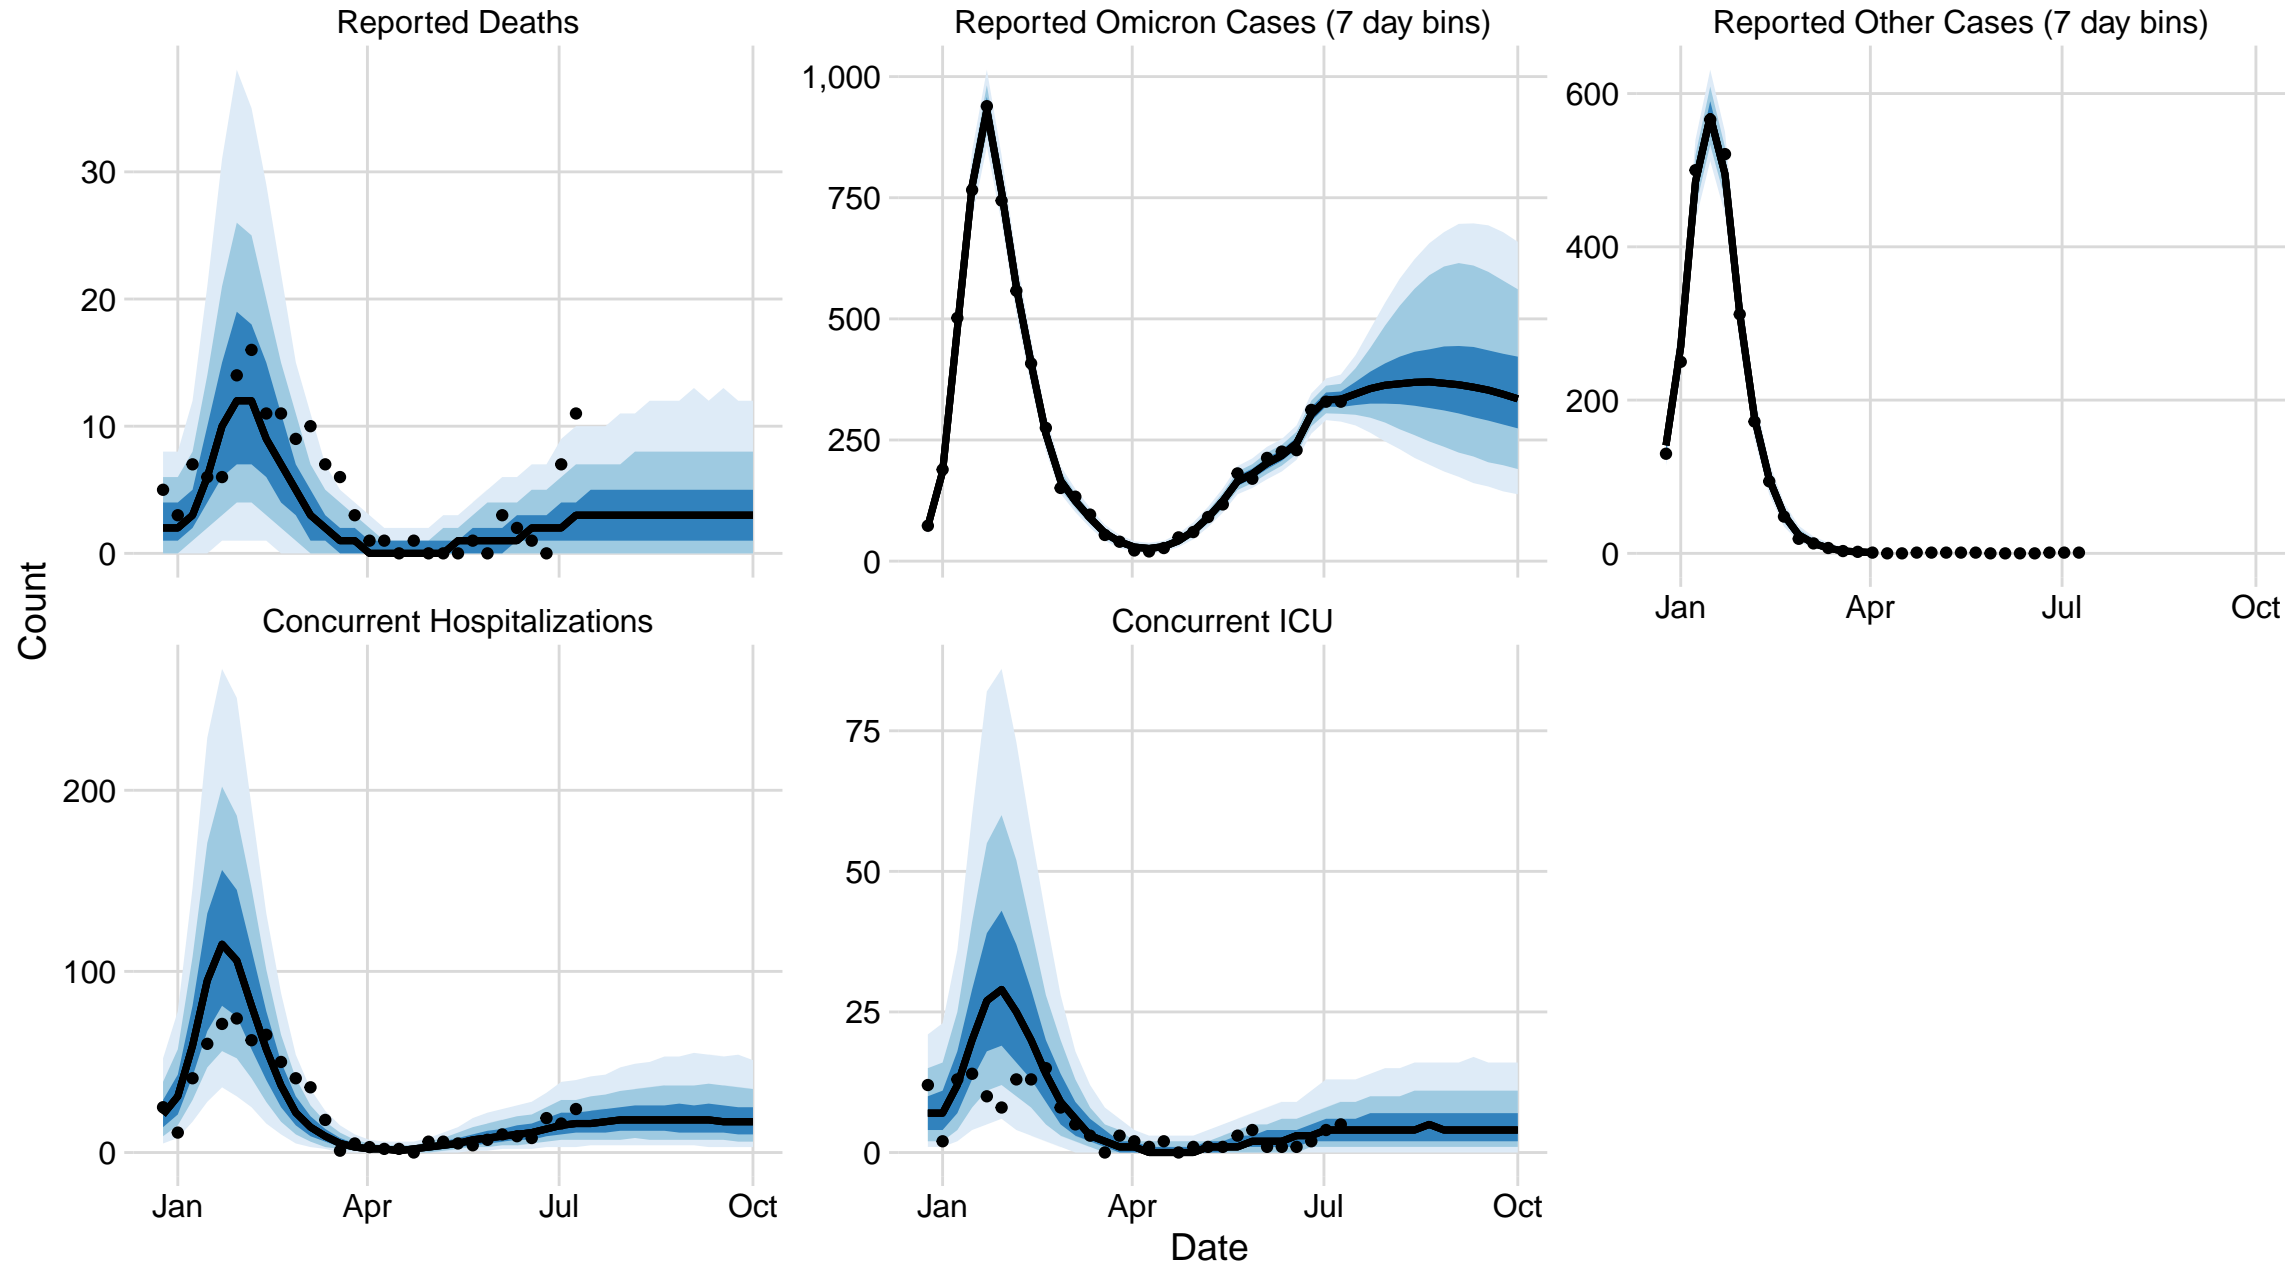 Reported Deaths
Reported Omicron Cases (7 day bins)
Reported Other Cases (7 day bins)
30
20
10
0
1,000
750
500
250
0
600
400
200
0
Jan Apr Jul Oct
Count
Concurrent Hospitalizations
Concurrent ICU
200
100
0
75
50
25
0
Jan Apr Jul Oct
Jan Apr Jul Oct
Date